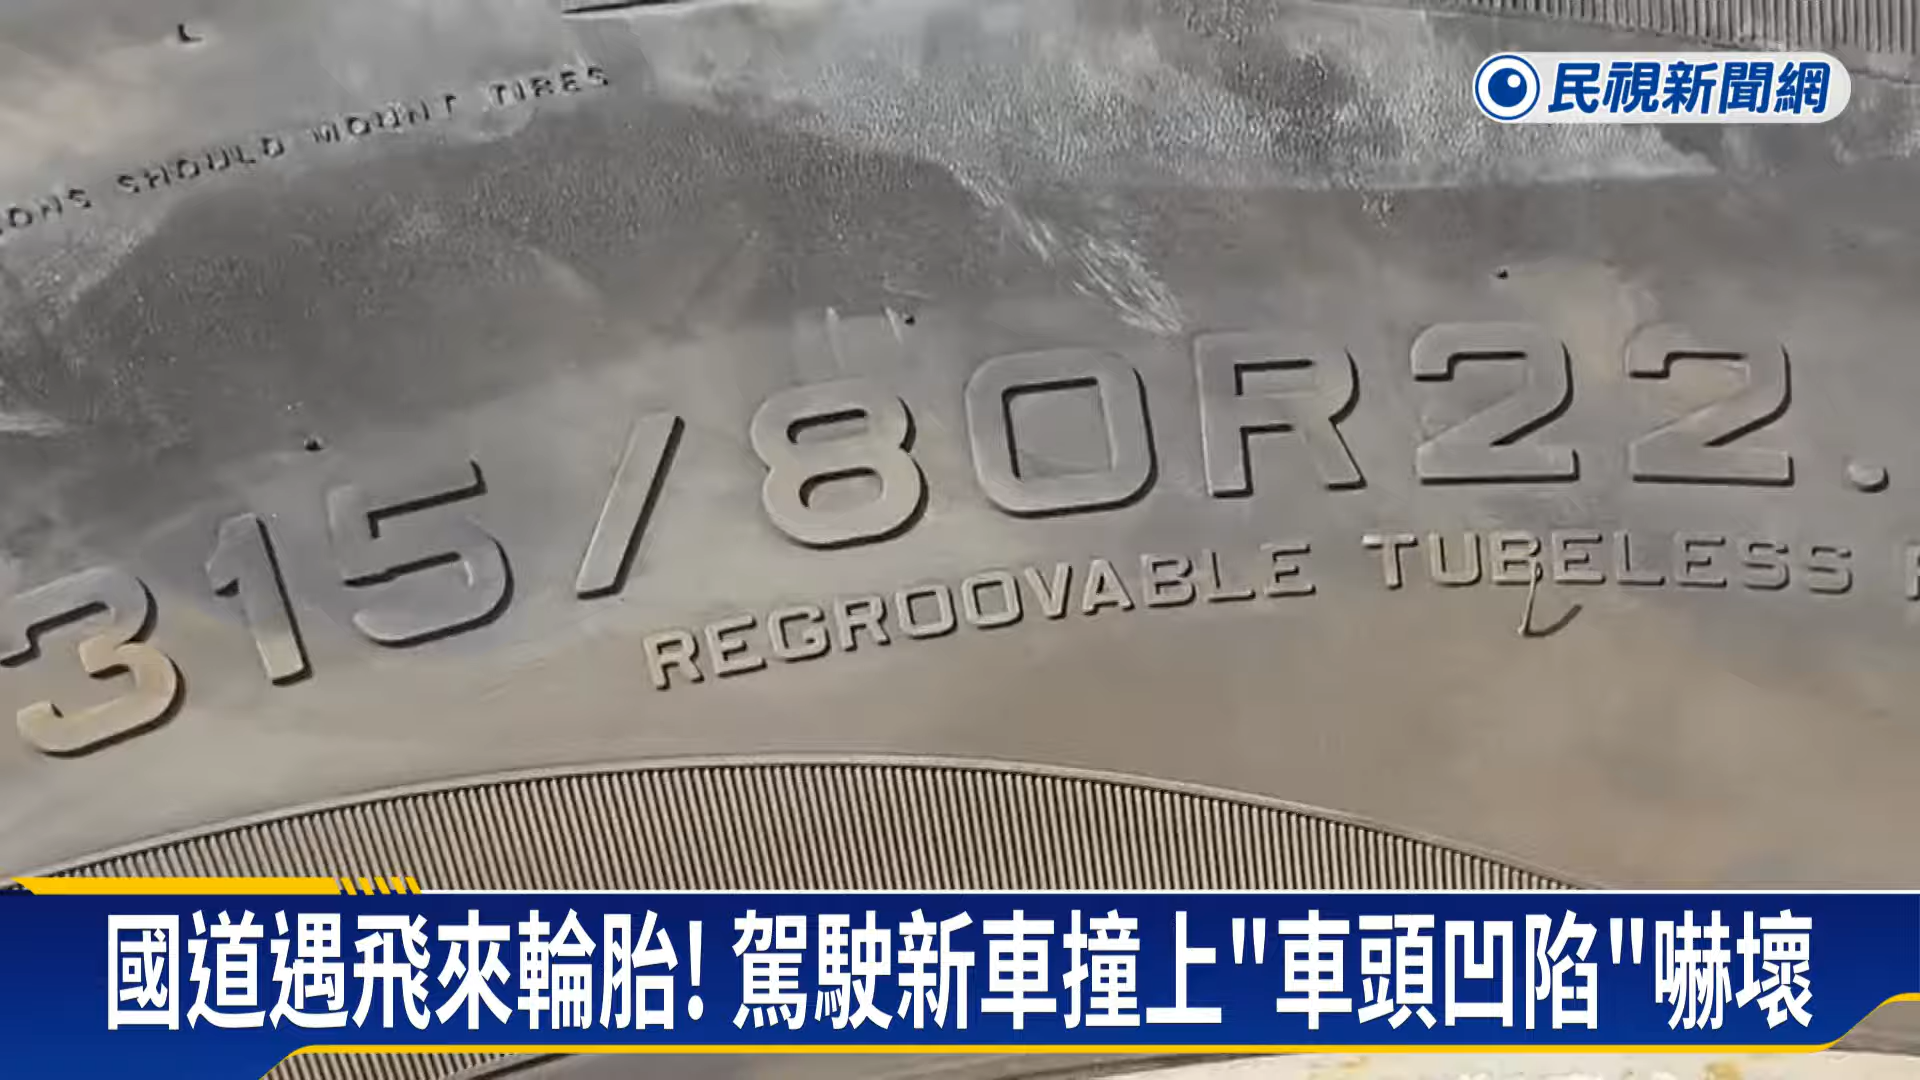 民視新聞網
SHOULD MOUNT TIRES
315/80R22.
REGROOVABLE TUBELESS
國道遇飛來輪胎! 駕駛新車撞上"車頭凹陷"嚇壞